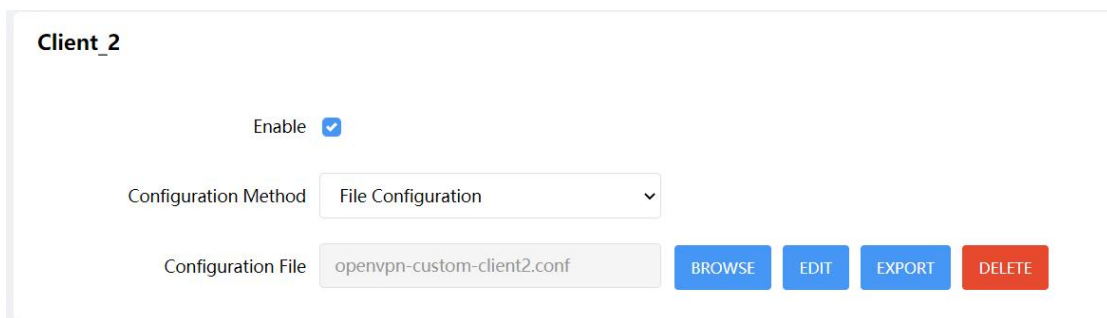 Client_2
Enable
Configuration Method File Configuration
Configuration File openvpn-custom-client2.conf BROWSE EDIT EXPORT DELETE